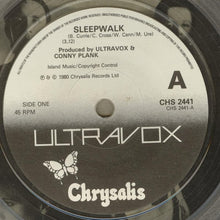 SLEEPWALK
(B. Currie/C. Cross/W. Cann/M. Ure)
(3.12)
Produced by ULTRAVOX &
CONNY PLANK
Island Music/Copyright Control
℗ & © 1980 Chrysalis Records Ltd
A
SIDE ONE
45 RPM
CHS 2441
CHS 2441-A
ULTRAVOX
Chrysalis